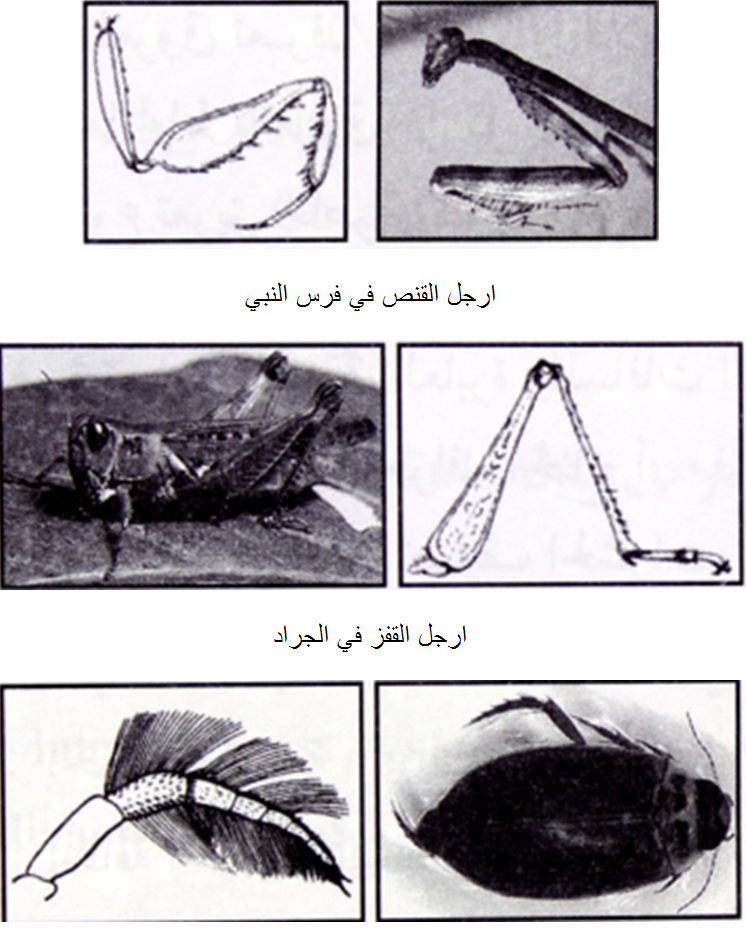 ارجل القنص في فرس النبي
ارجل القفز في الجراد